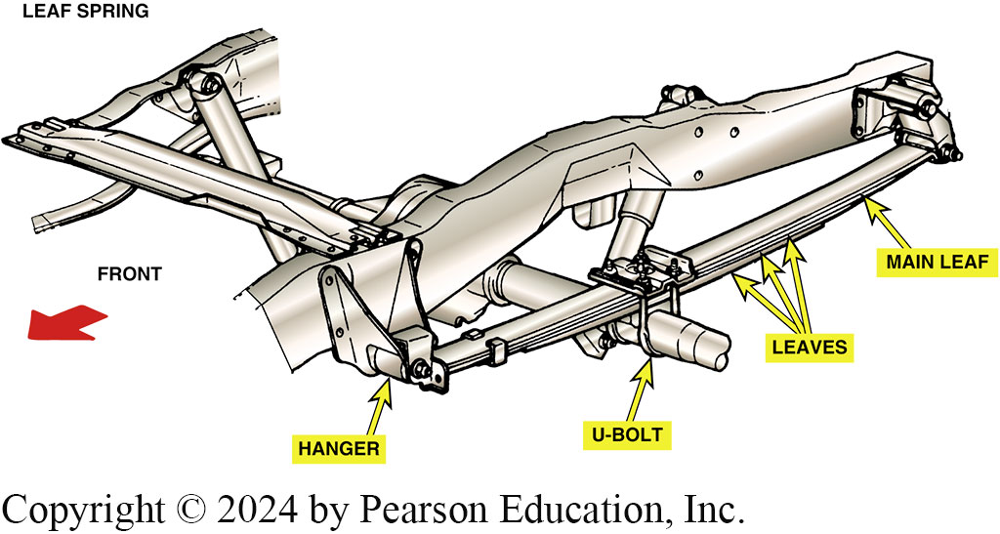 LEAF SPRING
FRONT
MAIN LEAF
LEAVES
U-BOLT
HANGER
Copyright © 2024 by Pearson Education, Inc.